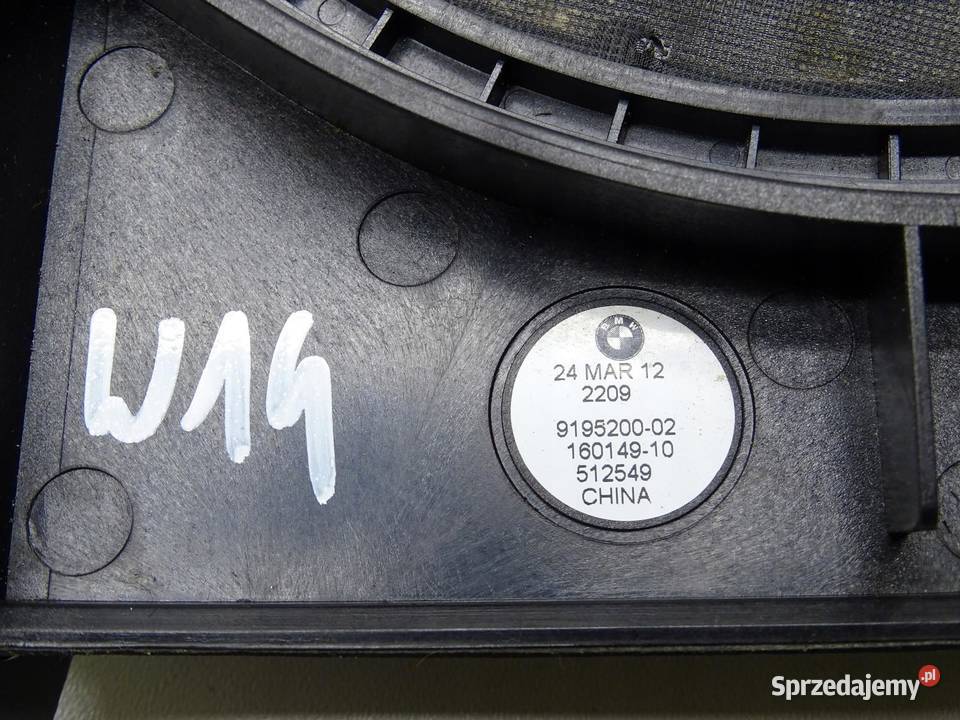 W14
BMW
24 MAR 12
2209
9195200-02
160149-10
512549
CHINA
Sprzedajemy.pl